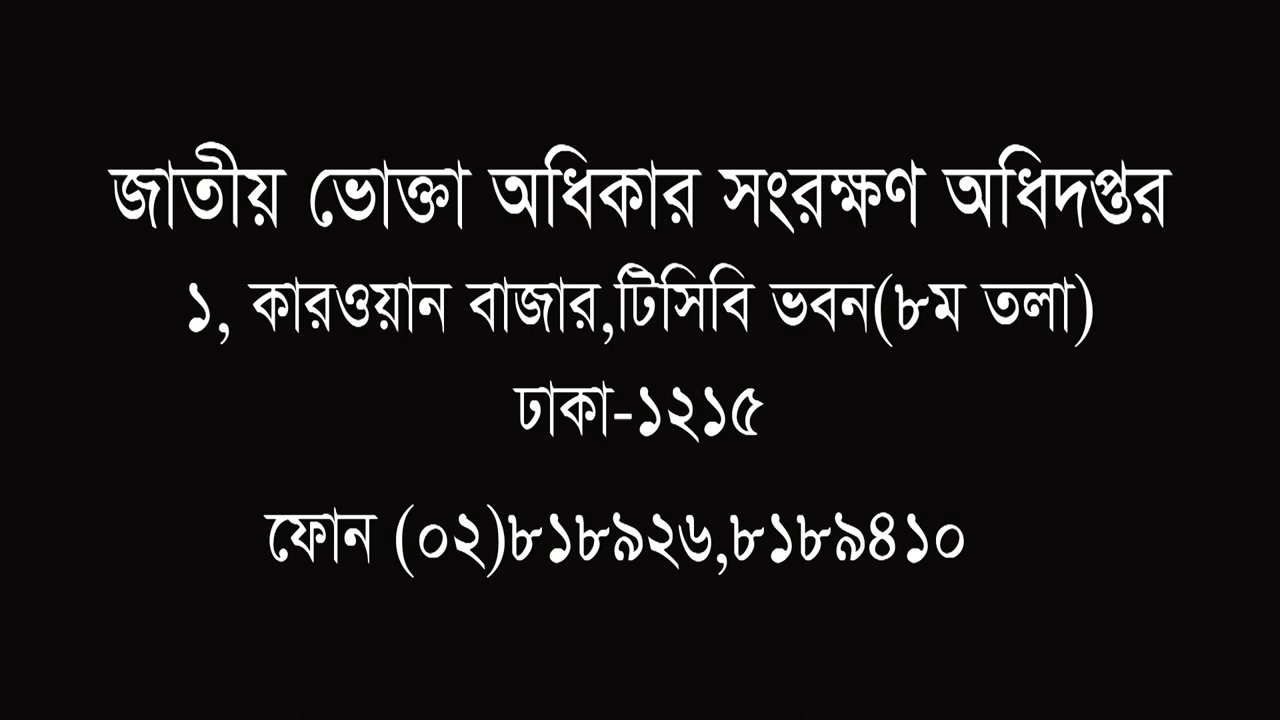 জাতীয় ভোক্তা অধিকার সংরক্ষণ অধিদপ্তর
১, কারওয়ান বাজার,টিসিবি ভবন(৮ম তলা)
ঢাকা-১২১৫
ফোন (০২)৮১৮৯২৬,৮১৮৯৪১০